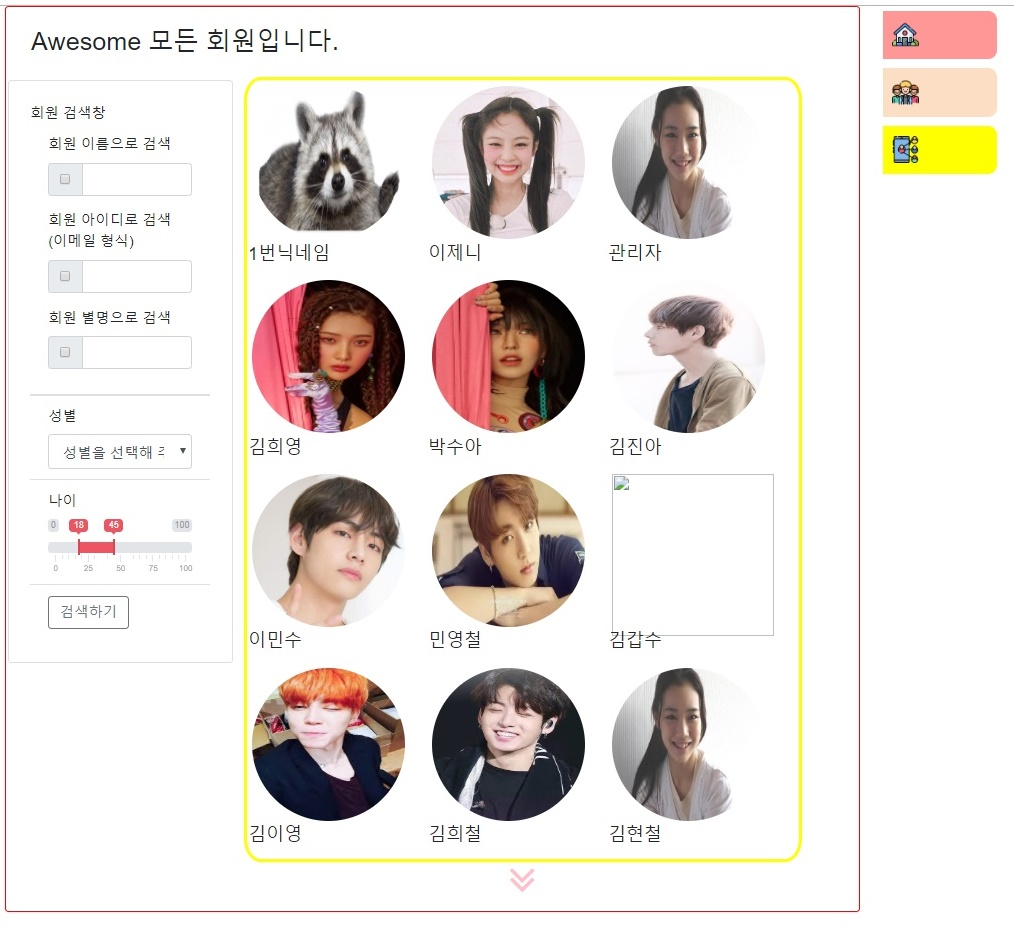 Awesome 모든 회원입니다.
회원 검색창
회원 이름으로 검색
회원 아이디로 검색
(이메일 형식)
회원 별명으로 검색
성별
성별을 선택해 주
나이
0 18 45 100
0 25 50 75 100
검색하기
1번닉네임 이제니 관리자
김희영 박수아 김진아
이민수 민영철 김갑수
김이영 김희철 김현철